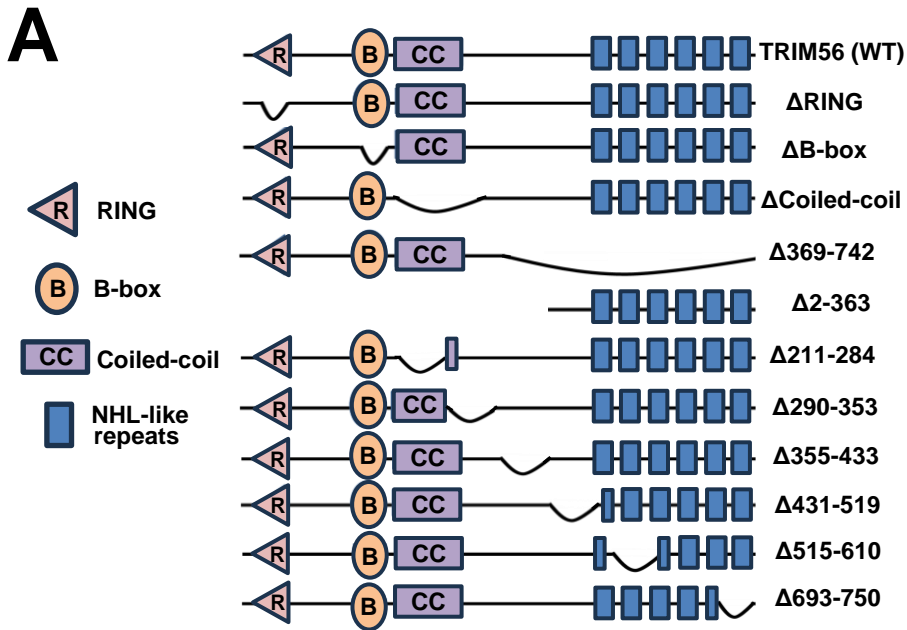 A
R B CC TRIM56 (WT)
B CC ΔRING
R CC ΔB-box
R B ΔCoiled-coil
R B CC Δ369-742
Δ2-363
R B Δ211-284
R B CC Δ290-353
R B CC Δ355-433
R B CC Δ431-519
R B CC Δ515-610
R B CC Δ693-750
R RING
B B-box
CC Coiled-coil
NHL-like
repeats